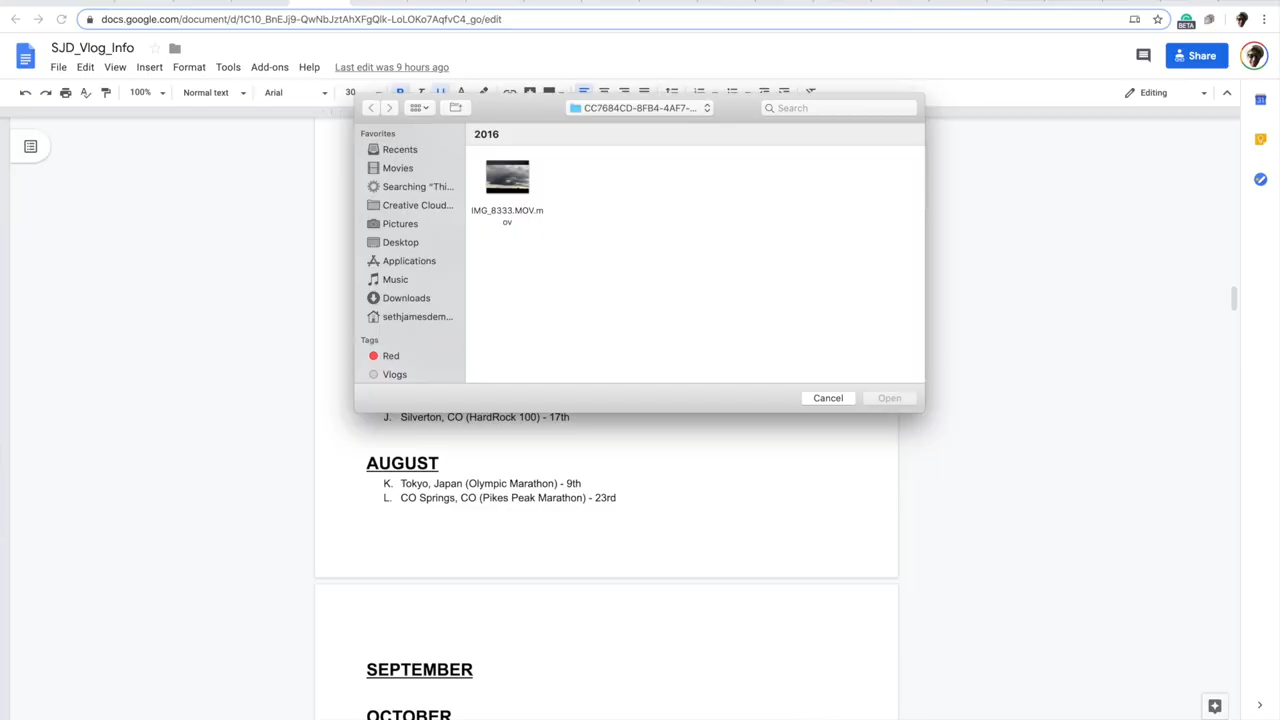 docs.google.com/document/d/1C10_BnEJj9-QwNbJztAhXFgQlk-LoLOKo7AqfvC4_go/edit
BETA
SJD_Vlog_Info
File Edit View Insert Format Tools Add-ons Help Last edit was 9 hours ago
Share
100% Normal text Arial 30 B I U A Editing
CC7684CD-8FB4-4AF7-... Search
Favorites
Recents
Movies
Searching "Thi...
Creative Cloud...
Pictures
Desktop
Applications
Music
Downloads
sethjamesdem...
Tags
Red
Vlogs
2016
IMG_8333.MOV.m
ov
Cancel Open
J. Silverton, CO (HardRock 100) - 17th
AUGUST
K. Tokyo, Japan (Olympic Marathon) - 9th
L. CO Springs, CO (Pikes Peak Marathon) - 23rd
SEPTEMBER
OCTOBER
31